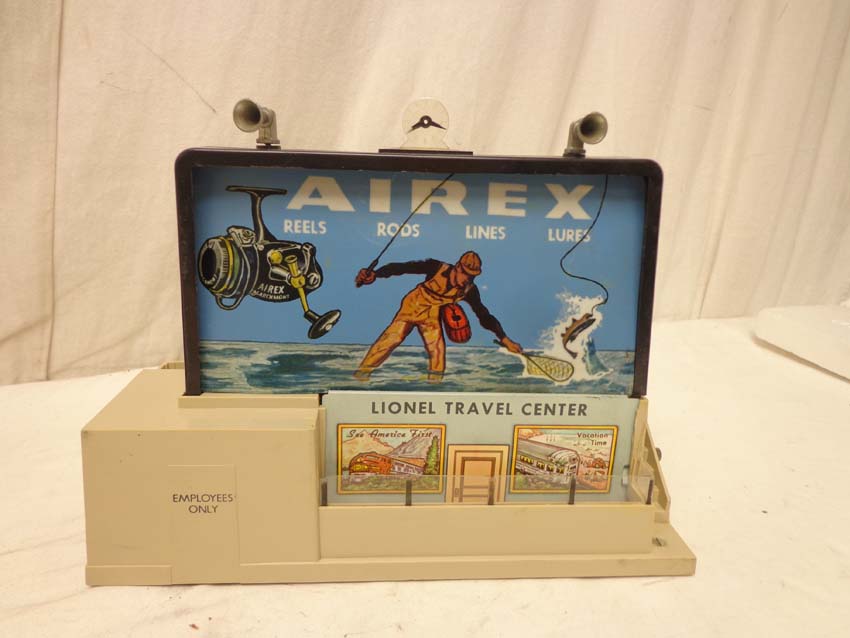 AIREX
REELS RODS LINES LURES
AIREX
LIONEL TRAVEL CENTER
See America First
Vacation
Time
EMPLOYEES
ONLY